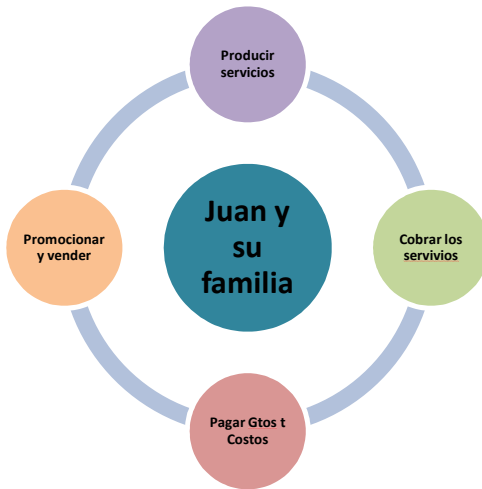 Producir
servicios
Promocionar
y vender
Juan y
su
familia
Cobrar los
servivios
Pagar Gtos t
Costos